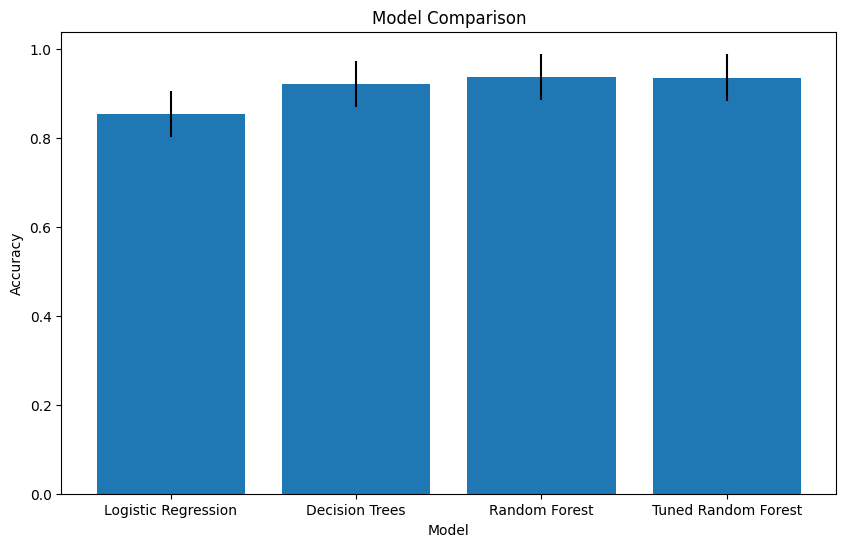 Model Comparison
1.0
0.8
0.6
0.4
0.2
0.0
Accuracy
Logistic Regression
Decision Trees
Random Forest
Tuned Random Forest
Model